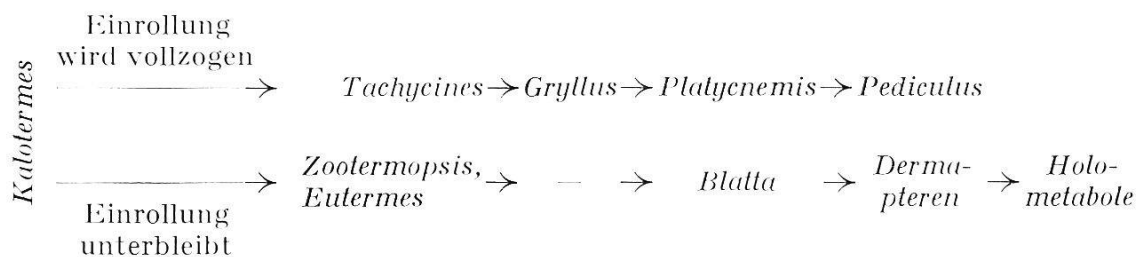 Kalotermes
Einrollung
wird vollzogen
Tachycines → Gryllus → Platycnemis → Pediculus
Zootermopsis,
Eutermes → — → Blatta → Derma-
pteren → Holo-
metabole
Einrollung
unterbleibt